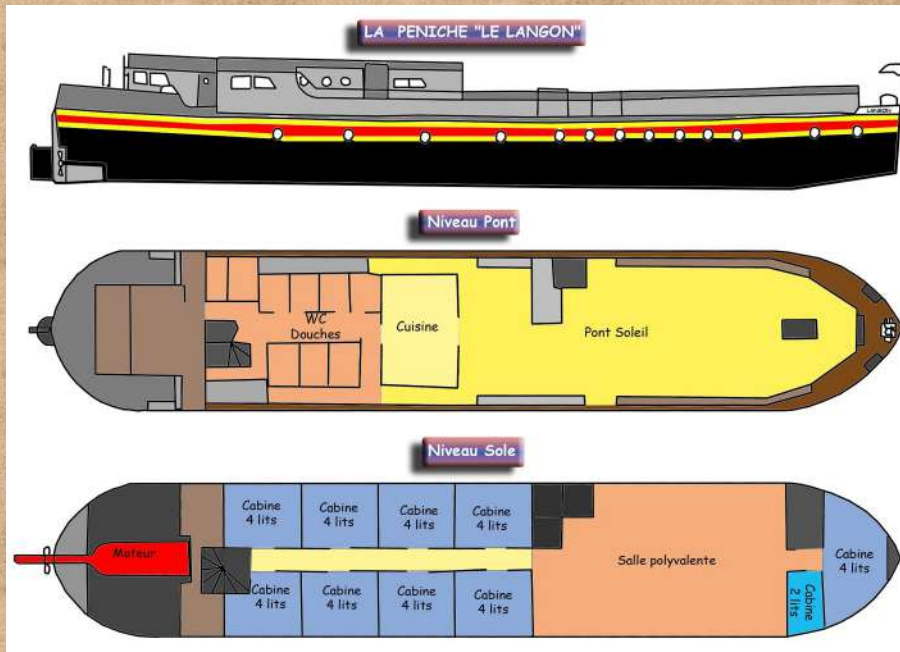 LA PENICHE "LE LANGON"
LANGON
Niveau Pont
WC
Douches
Cuisine
Pont Soleil
Niveau Sole
Cabine
4 lits
Cabine
4 lits
Cabine
4 lits
Cabine
4 lits
Moteur
Salle polyvalente
Cabine
4 lits
Cabine
2 lits
Cabine
4 lits
Cabine
4 lits
Cabine
4 lits
Cabine
4 lits